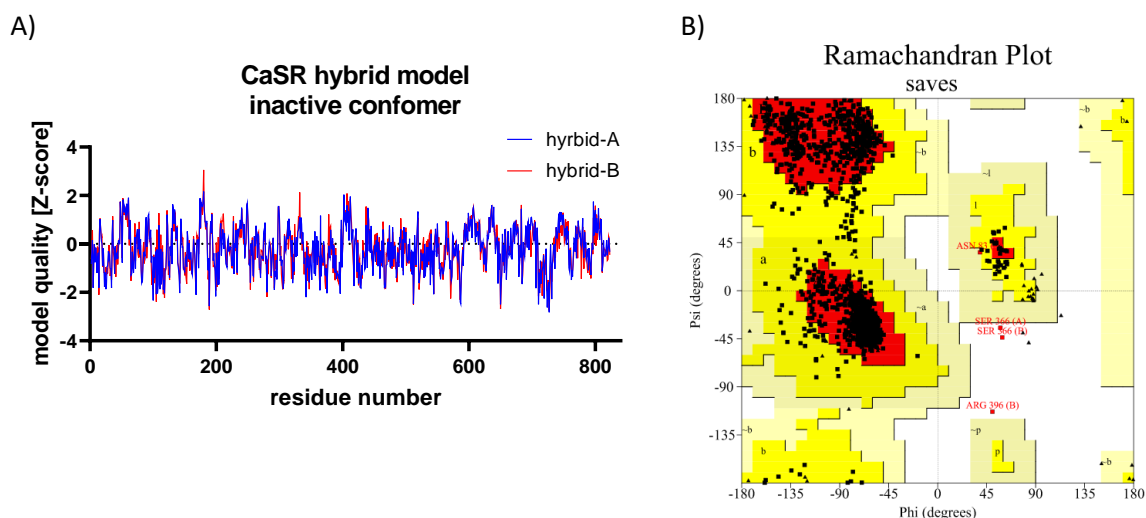 A)
CaSR hybrid model
inactive confomer
hyrbid-A
hybrid-B
model quality [Z-score]
4
2
0
-2
-4
0
200
400
600
800
residue number
B)
Ramachandran Plot
saves
Psi (degrees)
180
135
90
45
0
-45
-90
-135
-180
-135
-90
-45
0
45
90
135
180
Phi (degrees)
b
~b
~l
l
a
~a
b
~b
b
~b
~p
p
~b
SER 366 (A)
SER 366 (B)
ARG 396 (B)